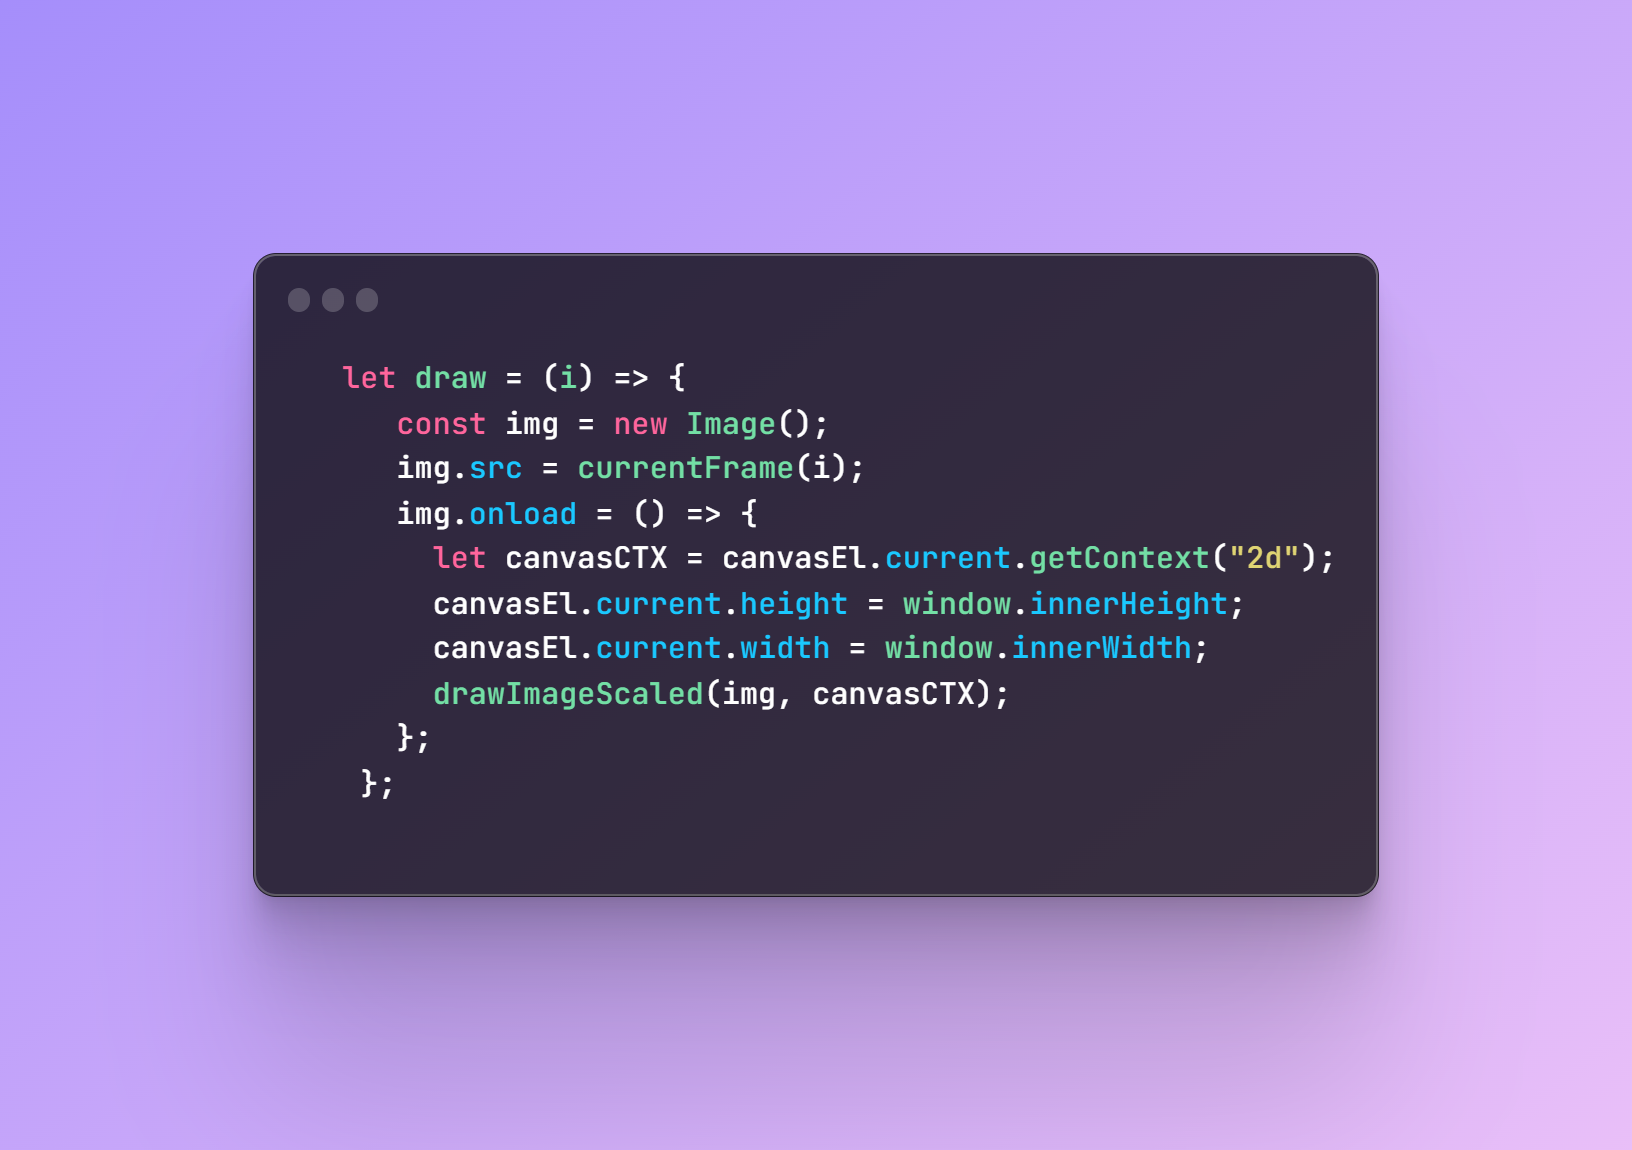 let draw = (i) => {
const img = new Image();
img.src = currentFrame(i);
img.onload = () => {
let canvasCTX = canvasEl.current.getContext("2d");
canvasEl.current.height = window.innerHeight;
canvasEl.current.width = window.innerWidth;
drawImageScaled(img, canvasCTX);
};
};